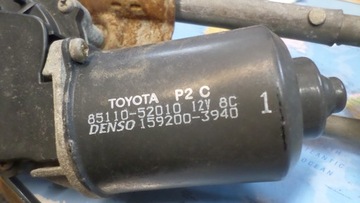 TOYOTA P2 C
85110-52010 12V 8C
DENSO 159200-3940
1